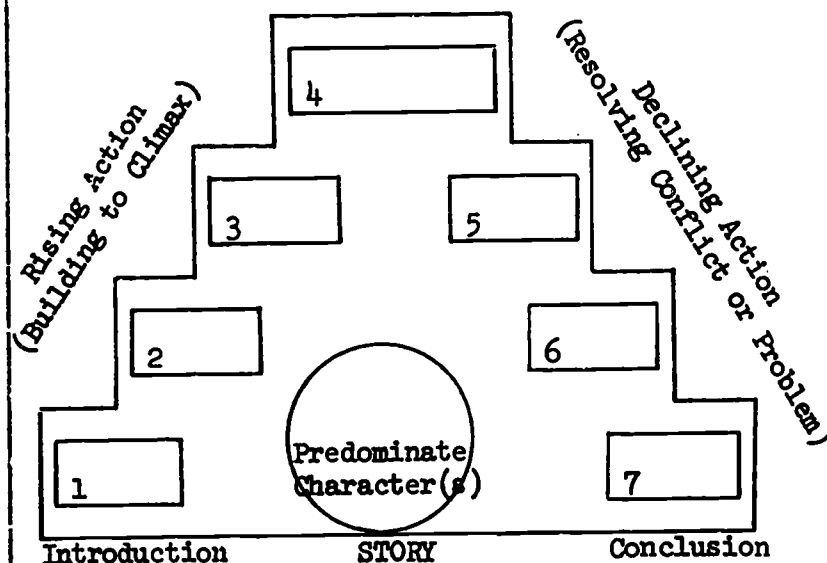 4
Rising Action
(Building to Climax)
Declining Action
(Resolving Conflict or Problem)
3
5
2
6
Predominate
Character(s)
1
7
Introduction
STORY
Conclusion